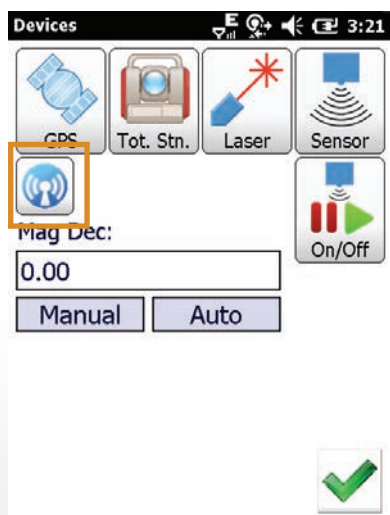 Devices E 3:21
GPS Tot. Stn. Laser Sensor
On/Off
Mag Dec:
0.00
Manual Auto